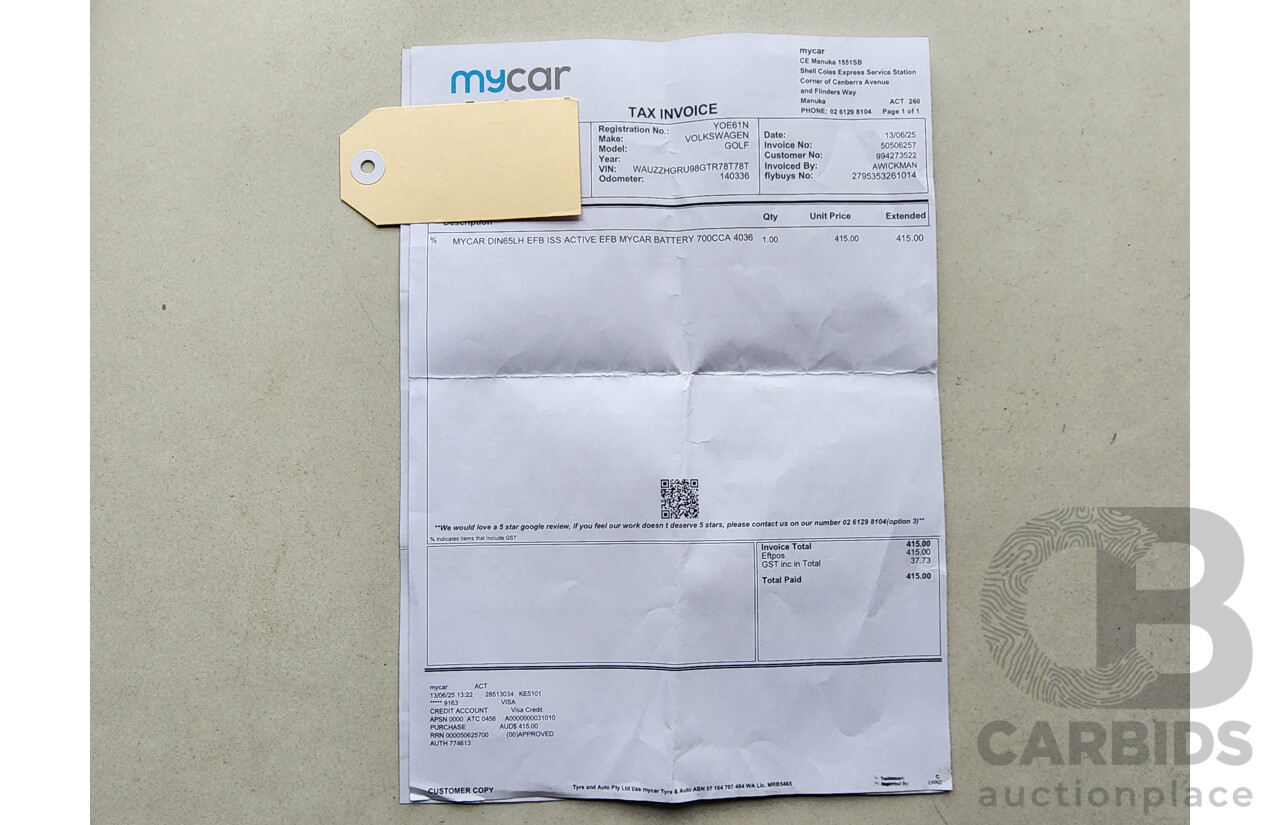 mycar
mycar
CE Manuka 1551SB
Shell Coles Express Service Station
Corner of Canberra Avenue
and Flinders Way
Manuka ACT 260
PHONE: 02 6129 8104 Page 1 of 1
TAX INVOICE
Registration No.: YOE61N
Make: VOLKSWAGEN
Model: GOLF
Year:
VIN: WAUZZHGRU98GTR78T78T
Odometer: 140336
Date: 13/06/25
Invoice No: 50506257
Customer No: 994273522
Invoiced By: AWICKMAN
flybuys No: 2795353261014
Description Qty Unit Price Extended
% MYCAR DIN65LH EFB ISS ACTIVE EFB MYCAR BATTERY 700CCA 4036 1.00 415.00 415.00
**We would love a 5 star google review, if you feel our work doesn t deserve 5 stars, please contact us on our number 02 6129 8104(option 3)**
% Indicates items that include GST
Invoice Total 415.00
Eftpos 415.00
GST inc in Total 37.73
Total Paid 415.00
mycar ACT
13/06/25 13:22 28513034 KE5101
***** 9163 VISA
CREDIT ACCOUNT Visa Credit
APSN 0000 ATC 0456 A0000000031010
PURCHASE AUD$ 415.00
RRN 000050625700 (00)APPROVED
AUTH 774613
CUSTOMER COPY
Tyre and Auto Pty Ltd t/as mycar Tyre & Auto ABN 57 164 707 484 WA Lic. MRB5465
CB
CARBIDS
auctionplace